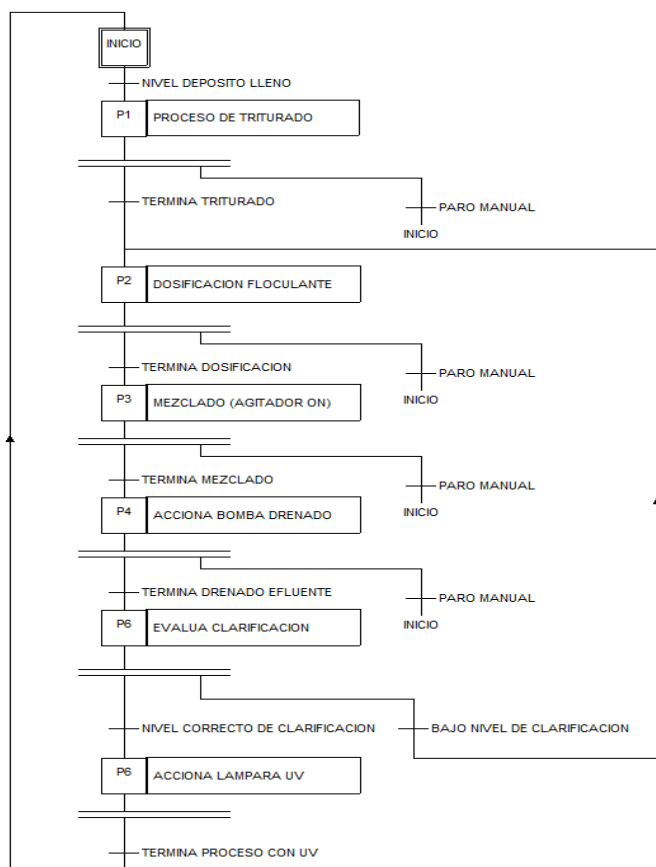 INICIO
NIVEL DEPOSITO LLENO
P1
PROCESO DE TRITURADO
TERMINA TRITURADO
PARO MANUAL
INICIO
P2
DOSIFICACION FLOCULANTE
TERMINA DOSIFICACION
PARO MANUAL
INICIO
P3
MEZCLADO (AGITADOR ON)
TERMINA MEZCLADO
PARO MANUAL
INICIO
P4
ACCIONA BOMBA DRENADO
TERMINA DRENADO EFLUENTE
PARO MANUAL
INICIO
P6
EVALUA CLARIFICACION
NIVEL CORRECTO DE CLARIFICACION
BAJO NIVEL DE CLARIFICACION
P6
ACCIONA LAMPARA UV
TERMINA PROCESO CON UV